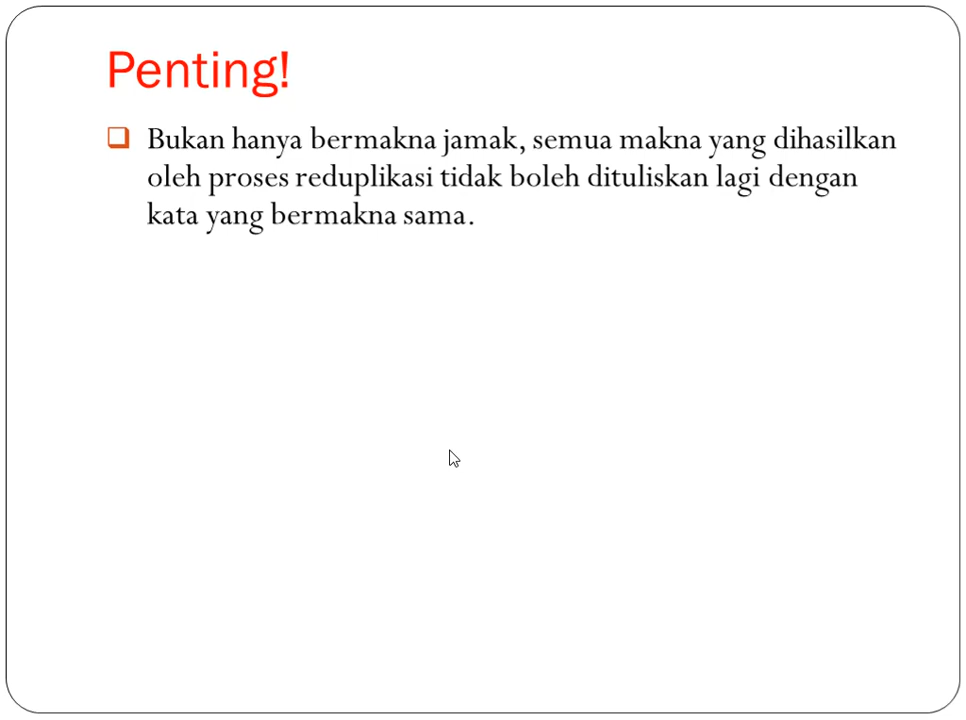 Penting!
Bukan hanya bermakna jamak, semua makna yang dihasilkan
oleh proses reduplikasi tidak boleh dituliskan lagi dengan
kata yang bermakna sama.